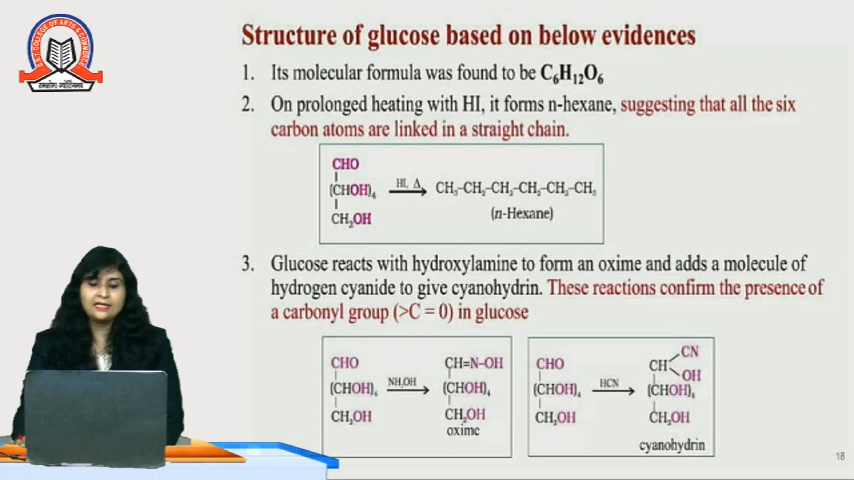 Structure of glucose based on below evidences
1. Its molecular formula was found to be C₆H₁₂O₆
2. On prolonged heating with HI, it forms n-hexane, suggesting that all the six
carbon atoms are linked in a straight chain.
CHO
(CHOH)₄ HI, Δ CH₃–CH₂–CH₂–CH₂–CH₂–CH₃
CH₂OH (n-Hexane)
3. Glucose reacts with hydroxylamine to form an oxime and adds a molecule of
hydrogen cyanide to give cyanohydrin. These reactions confirm the presence of
a carbonyl group (>C = 0) in glucose
CHO CH=N–OH
(CHOH)₄ NH₂OH (CHOH)₄
CH₂OH CH₂OH
oxime
CHO CH CN OH
(CHOH)₄ HCN (CHOH)₄
CH₂OH CH₂OH
cyanohydrin
18